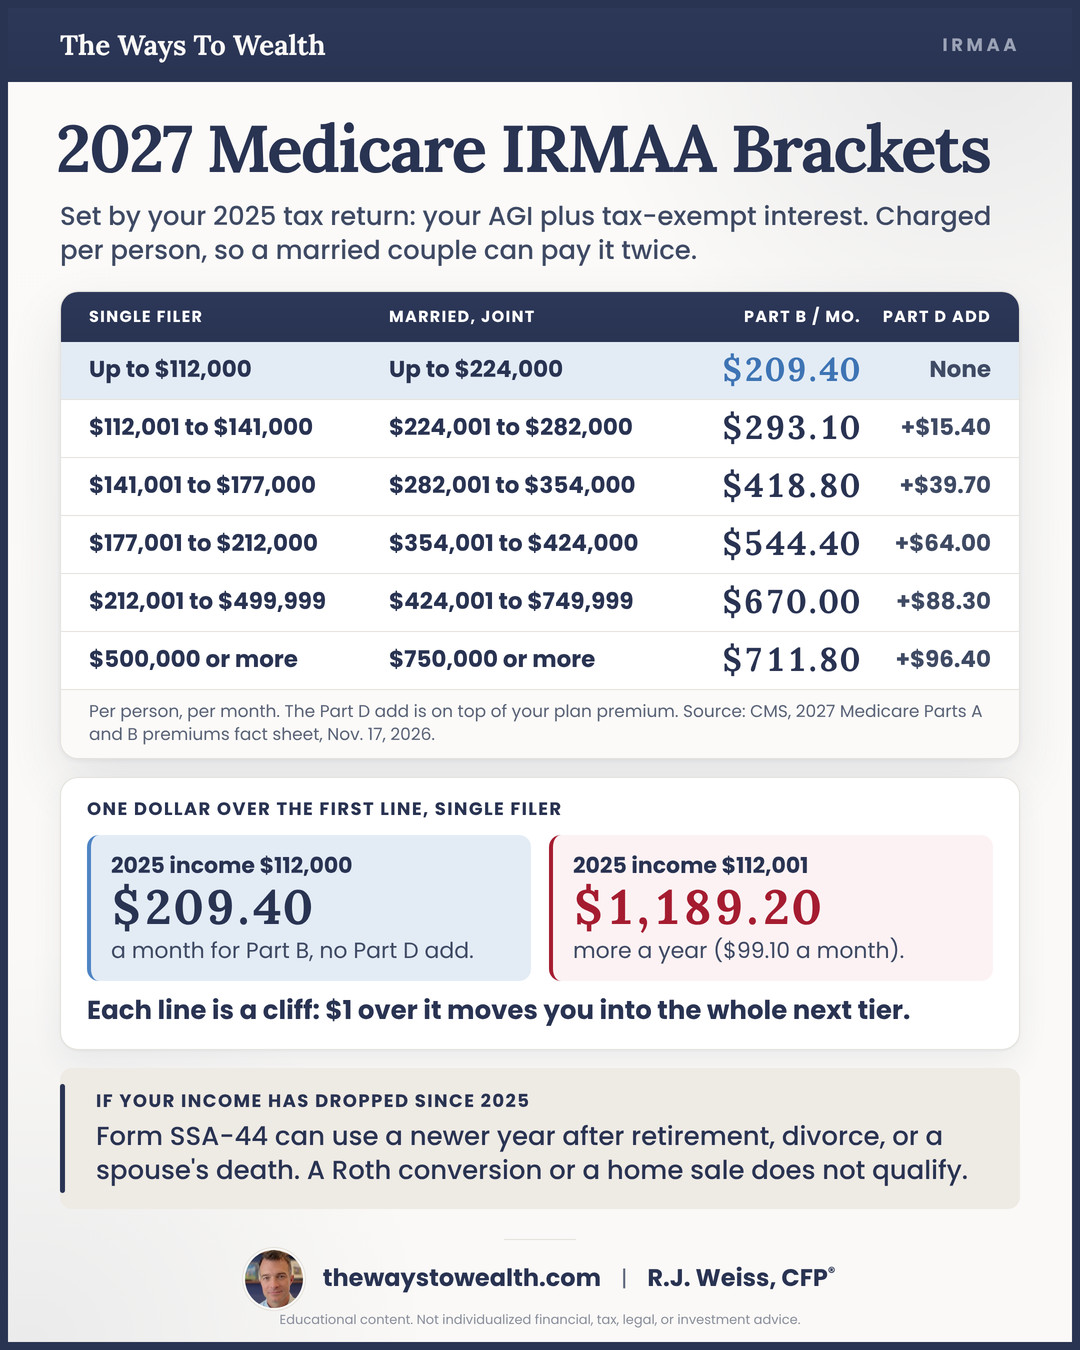 The Ways To Wealth
IRMAA
2027 Medicare IRMAA Brackets
Set by your 2025 tax return: your AGI plus tax-exempt interest. Charged
per person, so a married couple can pay it twice.
SINGLE FILER MARRIED, JOINT PART B / MO. PART D ADD
Up to $112,000 Up to $224,000 $209.40 None
$112,001 to $141,000 $224,001 to $282,000 $293.10 +$15.40
$141,001 to $177,000 $282,001 to $354,000 $418.80 +$39.70
$177,001 to $212,000 $354,001 to $424,000 $544.40 +$64.00
$212,001 to $499,999 $424,001 to $749,999 $670.00 +$88.30
$500,000 or more $750,000 or more $711.80 +$96.40
Per person, per month. The Part D add is on top of your plan premium. Source: CMS, 2027 Medicare Parts A
and B premiums fact sheet, Nov. 17, 2026.
ONE DOLLAR OVER THE FIRST LINE, SINGLE FILER
2025 income $112,000
$209.40
a month for Part B, no Part D add.
2025 income $112,001
$1,189.20
more a year ($99.10 a month).
Each line is a cliff: $1 over it moves you into the whole next tier.
IF YOUR INCOME HAS DROPPED SINCE 2025
Form SSA-44 can use a newer year after retirement, divorce, or a
spouse's death. A Roth conversion or a home sale does not qualify.
thewaystowealth.com | R.J. Weiss, CFP®
Educational content. Not individualized financial, tax, legal, or investment advice.